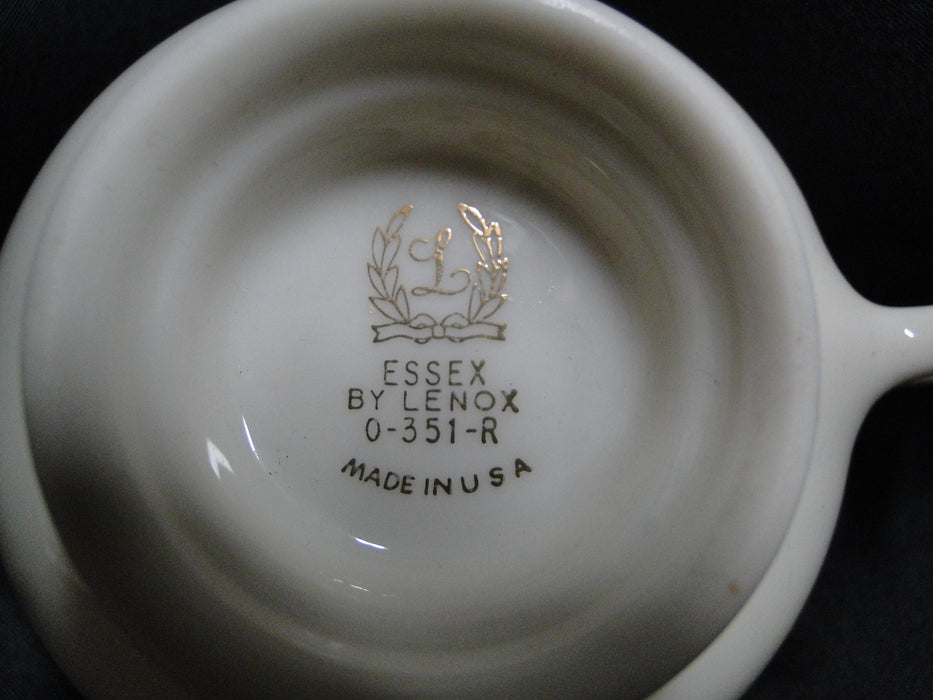 L
ESSEX
BY LENOX
O-351-R
MADE IN USA